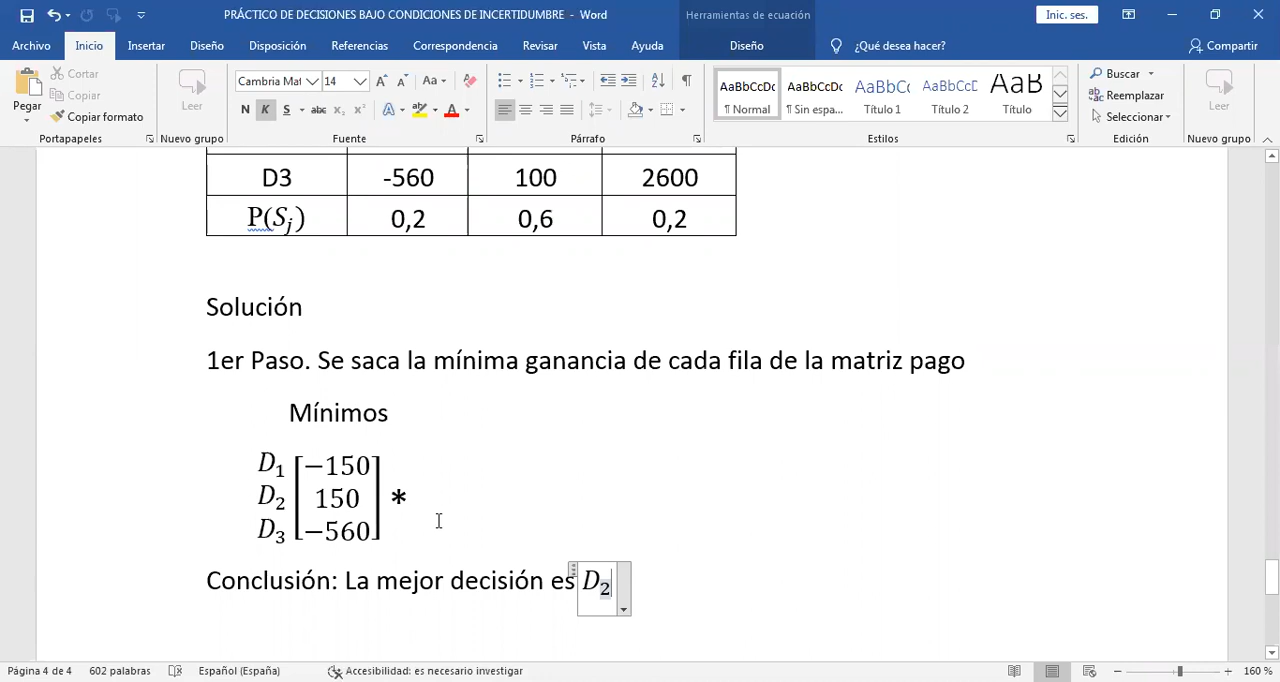 PRÁCTICO DE DECISIONES BAJO CONDICIONES DE INCERTIDUMBRE - Word
Herramientas de ecuación
Inic. ses.
Archivo Inicio Insertar Diseño Disposición Referencias Correspondencia Revisar Vista Ayuda Diseño ¿Qué desea hacer? Compartir
Pegar
Cortar
Copiar
Copiar formato
Portapapeles
Leer
Nuevo grupo
Cambria Mat 14
N K S abc x₂ x²
Fuente
Párrafo
AaBbCcDc AaBbCcDc AaBbCc AaBbCcD AaB
¶ Normal ¶ Sin espa... Título 1 Título 2 Título
Estilos
Buscar
Reemplazar
Seleccionar
Edición
Leer
Nuevo grupo
D3 -560 100 2600
P(Sⱼ) 0,2 0,6 0,2
Solución
1er Paso. Se saca la mínima ganancia de cada fila de la matriz pago
Mínimos
D₁ [−150]
D₂ [150] *
D₃ [−560]
Conclusión: La mejor decisión es D₂
Página 4 de 4 602 palabras Español (España) Accesibilidad: es necesario investigar 160 %